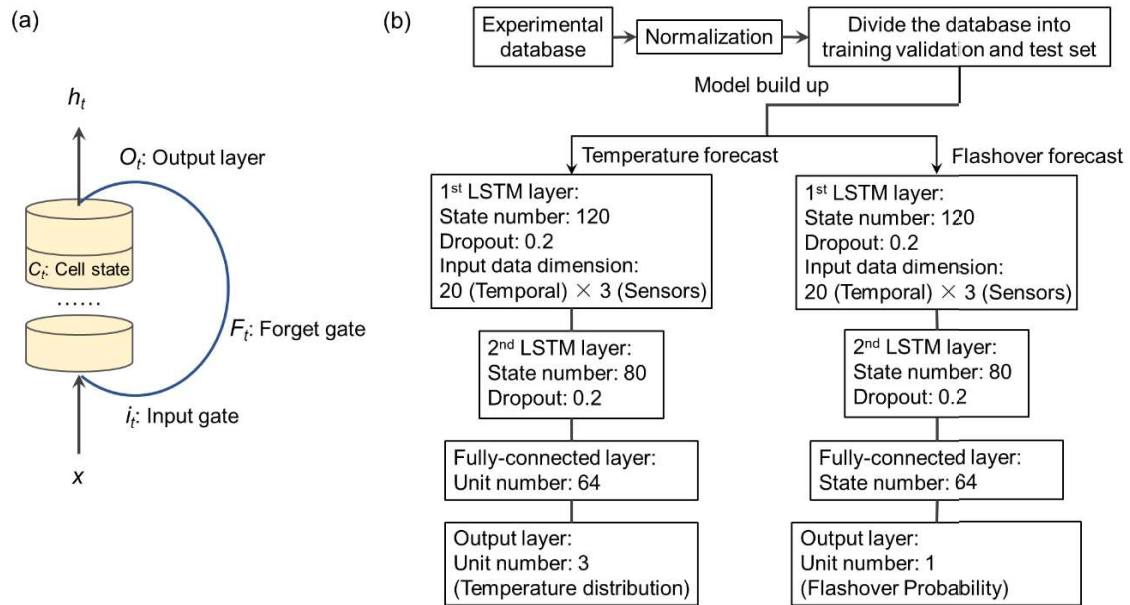 (a)
h_t
O_t: Output layer
C_t: Cell state
......
F_t: Forget gate
i_t: Input gate
x
(b)
Experimental
database
Normalization
Divide the database into
training validation and test set
Model build up
Temperature forecast
Flashover forecast
1st LSTM layer:
State number: 120
Dropout: 0.2
Input data dimension:
20 (Temporal) × 3 (Sensors)
2nd LSTM layer:
State number: 80
Dropout: 0.2
Fully-connected layer:
Unit number: 64
Output layer:
Unit number: 3
(Temperature distribution)
1st LSTM layer:
State number: 120
Dropout: 0.2
Input data dimension:
20 (Temporal) × 3 (Sensors)
2nd LSTM layer:
State number: 80
Dropout: 0.2
Fully-connected layer:
State number: 64
Output layer:
Unit number: 1
(Flashover Probability)